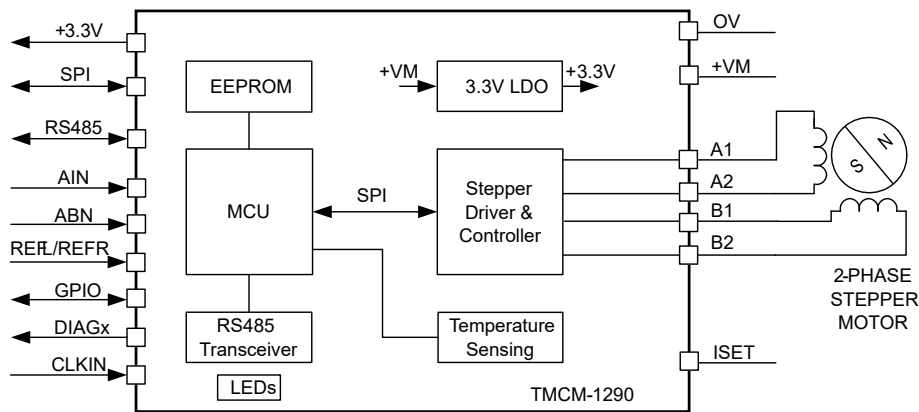 +3.3V
SPI
RS485
AIN
ABN
REFL/REFR
GPIO
DIAGx
CLKIN
EEPROM
MCU
RS485
Transceiver
LEDs
+VM
3.3V LDO
+3.3V
SPI
Stepper
Driver &
Controller
Temperature
Sensing
TMCM-1290
OV
+VM
A1
A2
B1
B2
ISET
S N
2-PHASE
STEPPER
MOTOR